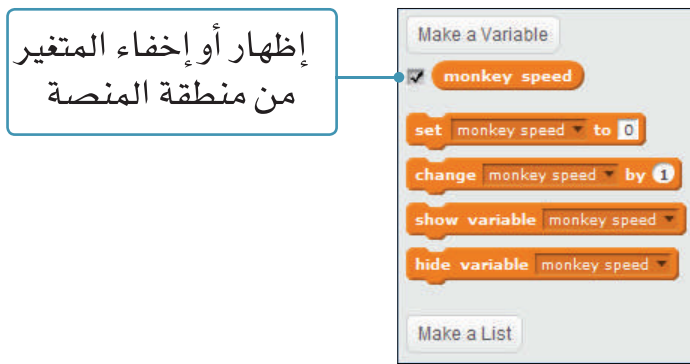 إظهار أو إخفاء المتغير
من منطقة المنصة
Make a Variable
monkey speed
set monkey speed to 0
change monkey speed by 1
show variable monkey speed
hide variable monkey speed
Make a List